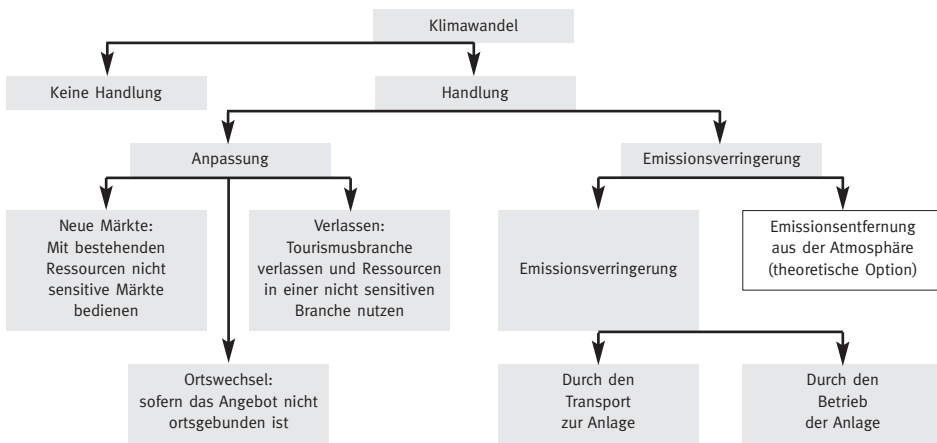 Klimawandel
Keine Handlung
Handlung
Anpassung
Emissionsverringerung
Neue Märkte:
Mit bestehenden
Ressourcen nicht
sensitive Märkte
bedienen
Verlassen:
Tourismusbranche
verlassen und Ressourcen
in einer nicht sensitiven
Branche nutzen
Emissionsverringerung
Emissionsentfernung
aus der Atmosphäre
(theoretische Option)
Ortswechsel:
sofern das Angebot nicht
ortsgebunden ist
Durch den
Transport
zur Anlage
Durch den
Betrieb
der Anlage